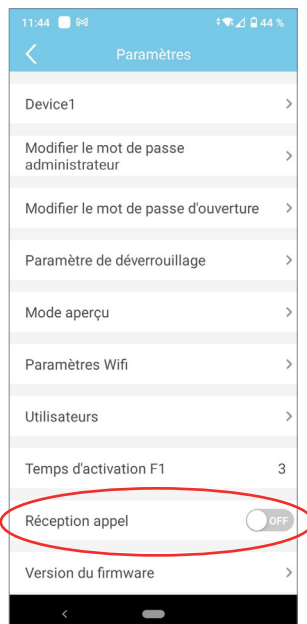 11:44 44 %
Paramètres
Device1
Modifier le mot de passe
administrateur
Modifier le mot de passe d'ouverture
Paramètre de déverrouillage
Mode aperçu
Paramètres Wifi
Utilisateurs
Temps d'activation F1 3
Réception appel OFF
Version du firmware